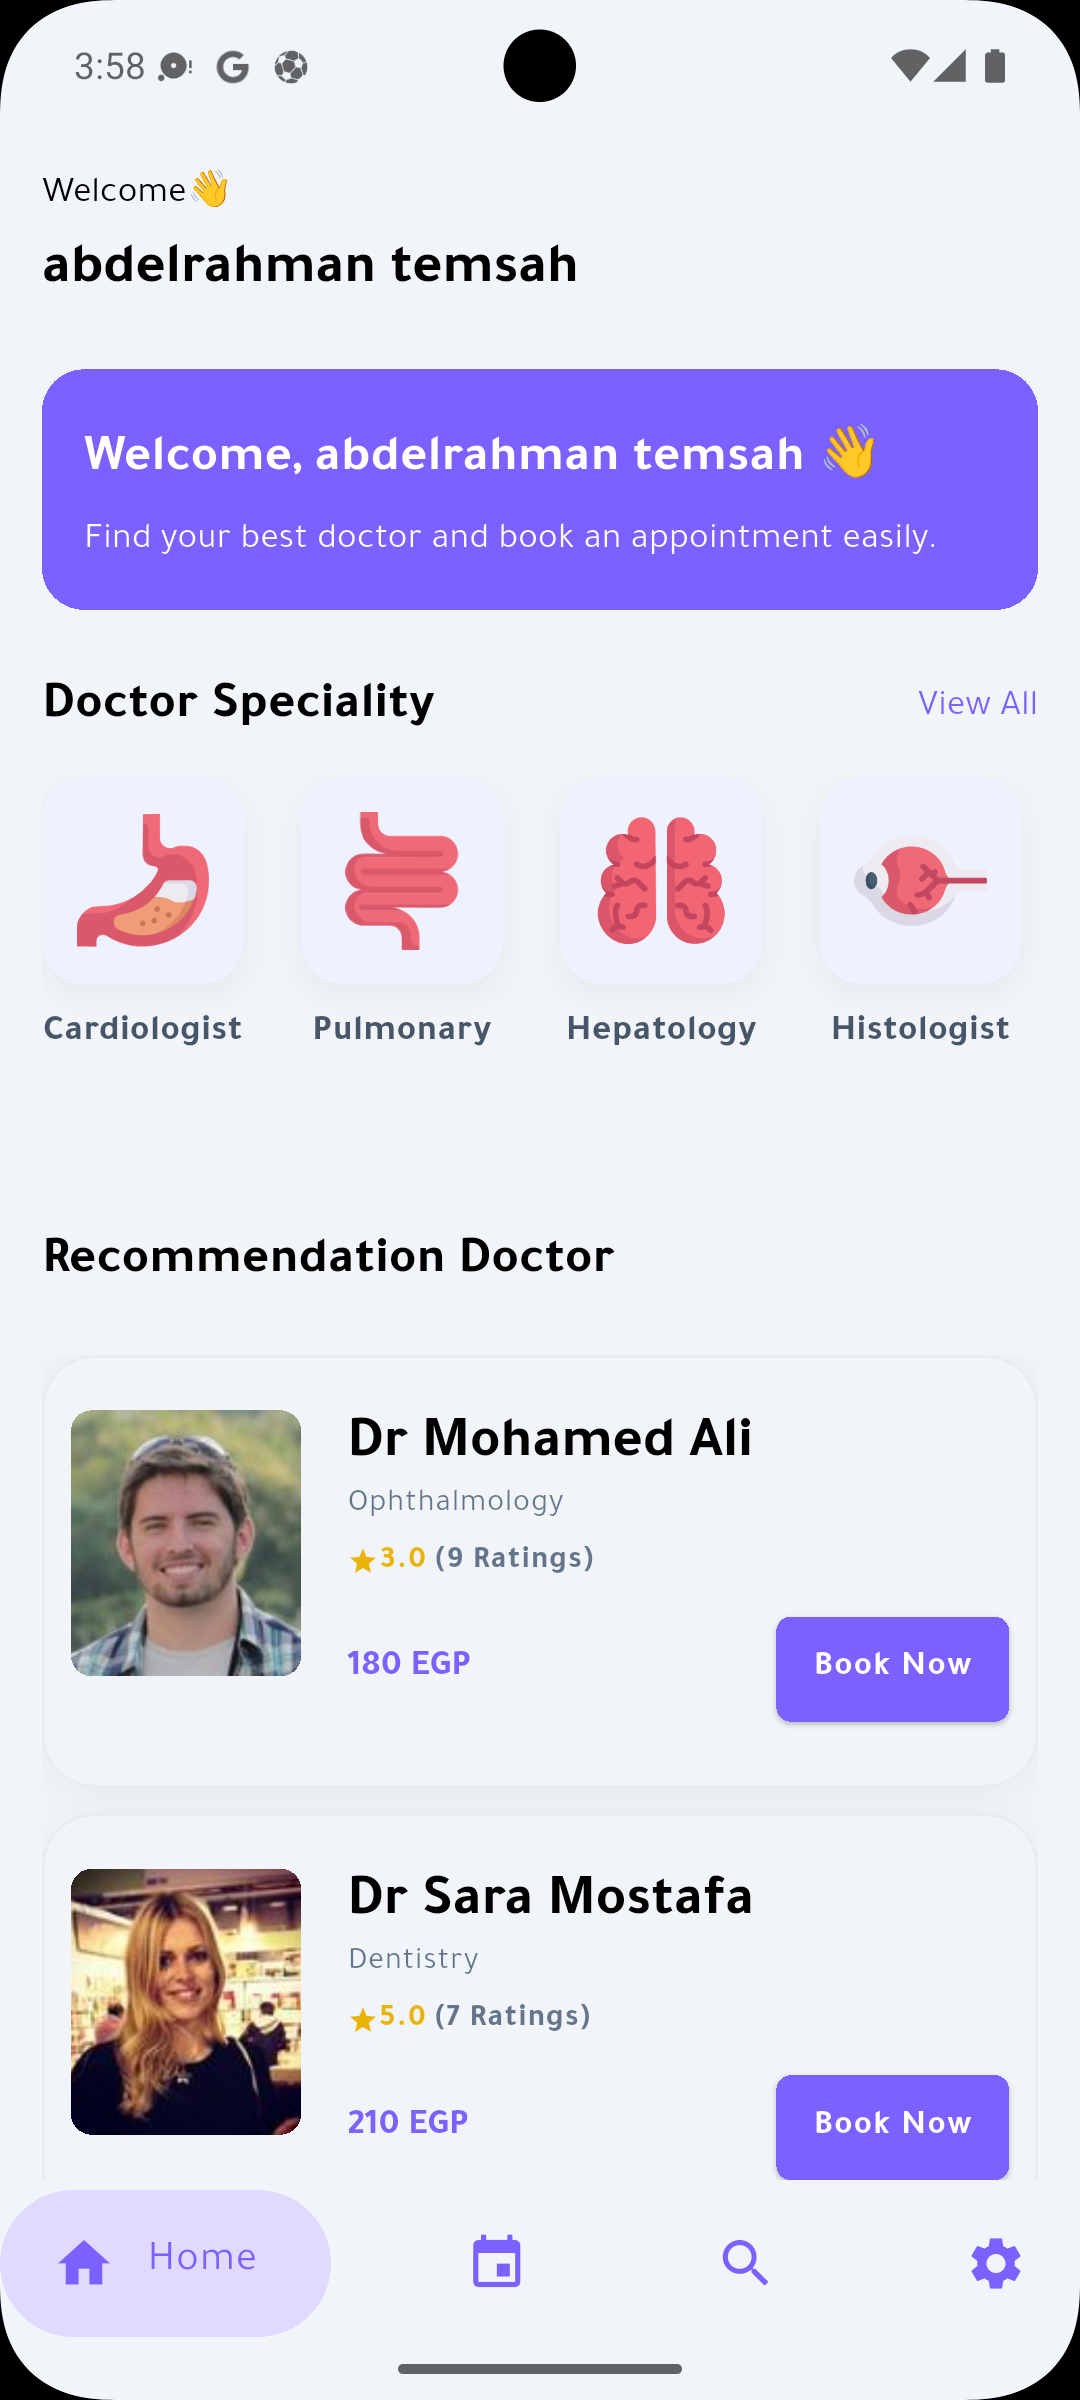 3:58
Welcome👋
abdelrahman temsah
Welcome, abdelrahman temsah 👋
Find your best doctor and book an appointment easily.
Doctor Speciality
View All
Cardiologist
Pulmonary
Hepatology
Histologist
Recommendation Doctor
Dr Mohamed Ali
Ophthalmology
3.0 (9 Ratings)
180 EGP
Book Now
Dr Sara Mostafa
Dentistry
5.0 (7 Ratings)
210 EGP
Book Now
Home